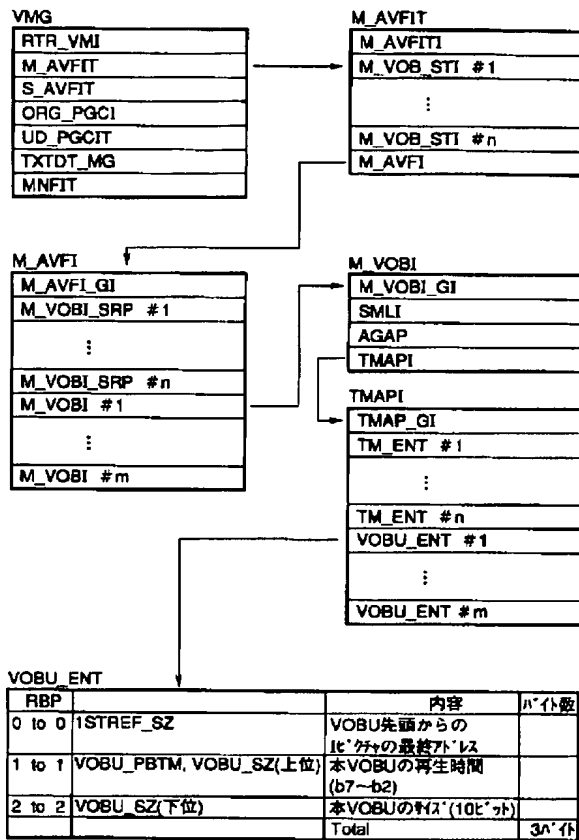 VMG
RTR_VMI
M_AVFIT
S_AVFIT
ORG_PGCI
UD_PGCIT
TXTDT_MG
MNFIT
M_AVFIT
M_AVFITI
M_VOB_STI #1
⋮
M_VOB_STI #n
M_AVFI
M_AVFI
M_AVFI_GI
M_VOBI_SRP #1
⋮
M_VOBI_SRP #n
M_VOBI #1
⋮
M_VOBI #m
M_VOBI
M_VOBI_GI
SMLI
AGAP
TMAPI
TMAPI
TMAP_GI
TM_ENT #1
⋮
TM_ENT #n
VOBU_ENT #1
⋮
VOBU_ENT #m
VOBU_ENT
RBP 内容 バイト数
0 to 0 1STREF_SZ VOBU先頭からの
Iピクチャの最終アドレス
1 to 1 VOBU_PBTM, VOBU_SZ(上位) 本VOBUの再生時間
(b7〜b2)
2 to 2 VOBU_SZ(下位) 本VOBUのサイズ(10ビット)
Total 3バイト